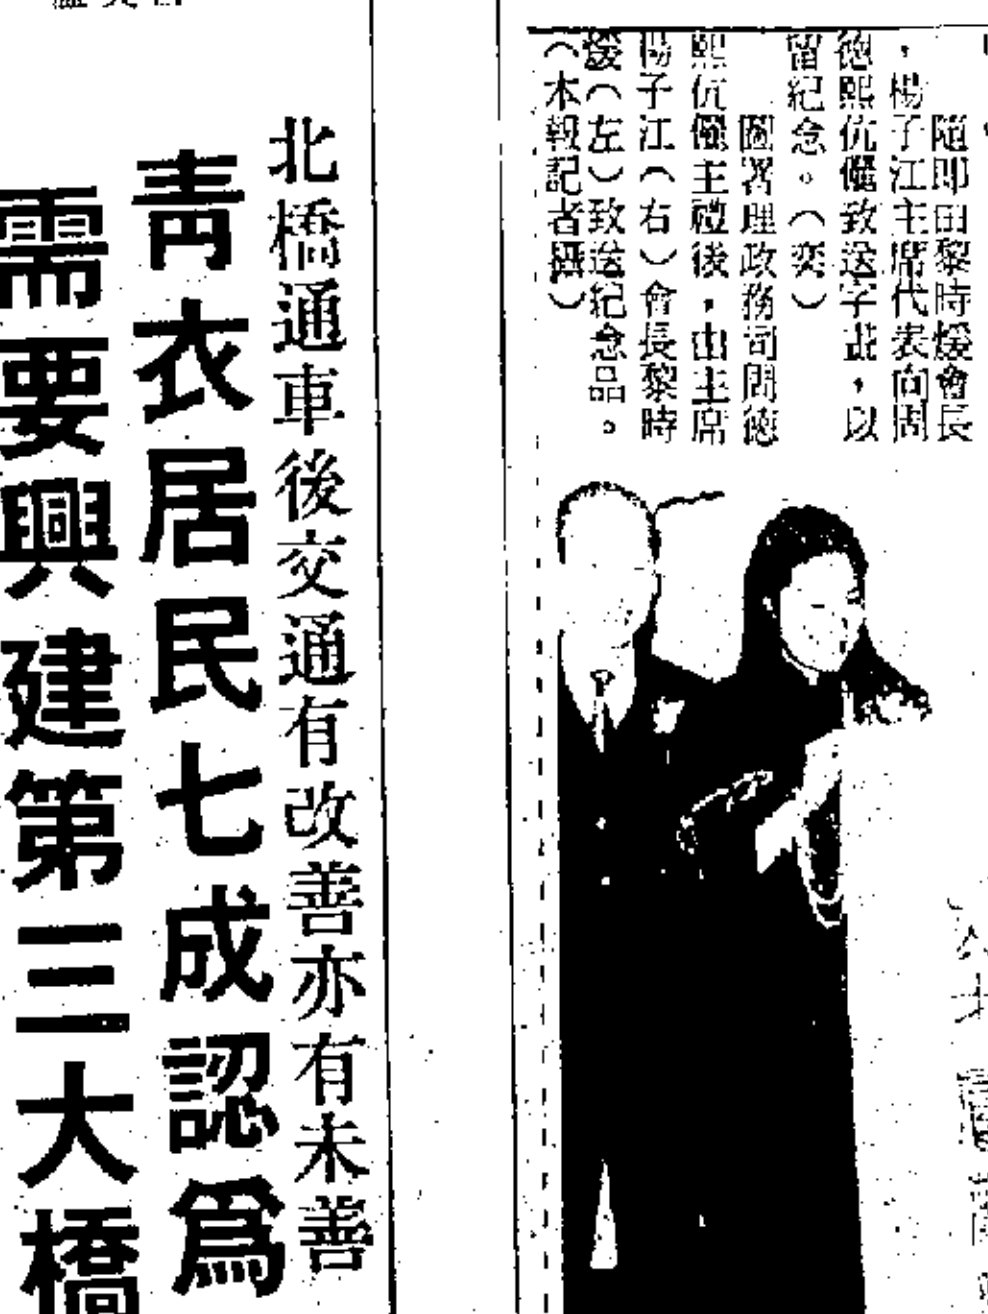 隨即由黎時煖會長
，楊子江主席代表向周
德熙伉儷致送字畫，以
留紀念。（奕）
圖署理政務司周德
熙伉儷主禮後，由主席
楊子江（右）會長黎時
煖（左）致送紀念品。
（本報記者攝）
北橋通車後交通有改善亦有未善
青衣居民七成認爲
需要興建第三大橋